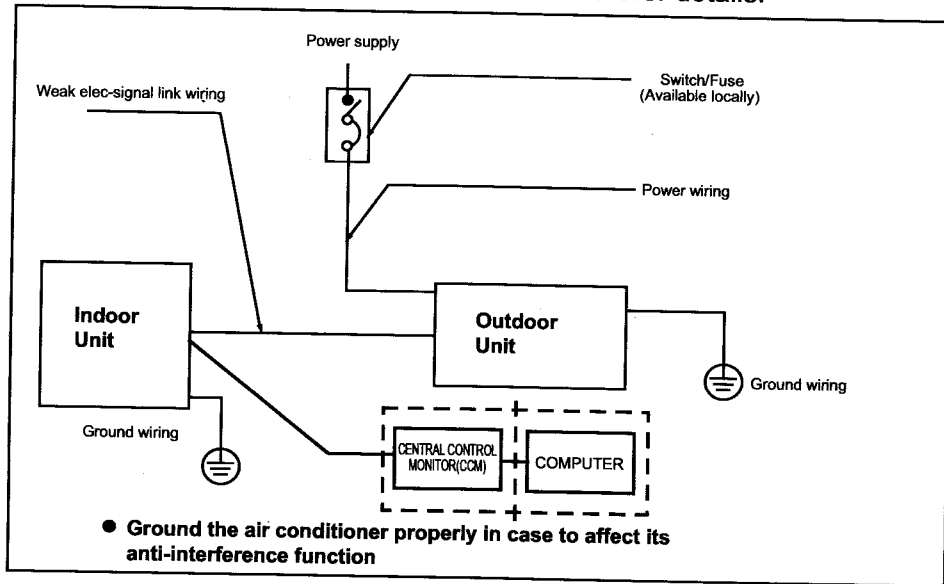 details.
Power supply
Weak elec-signal link wiring
Switch/Fuse
(Available locally)
Power wiring
Indoor
Unit
Outdoor
Unit
Ground wiring
Ground wiring
CENTRAL CONTROL
MONITOR(CCM)
COMPUTER
● Ground the air conditioner properly in case to affect its
anti-interference function